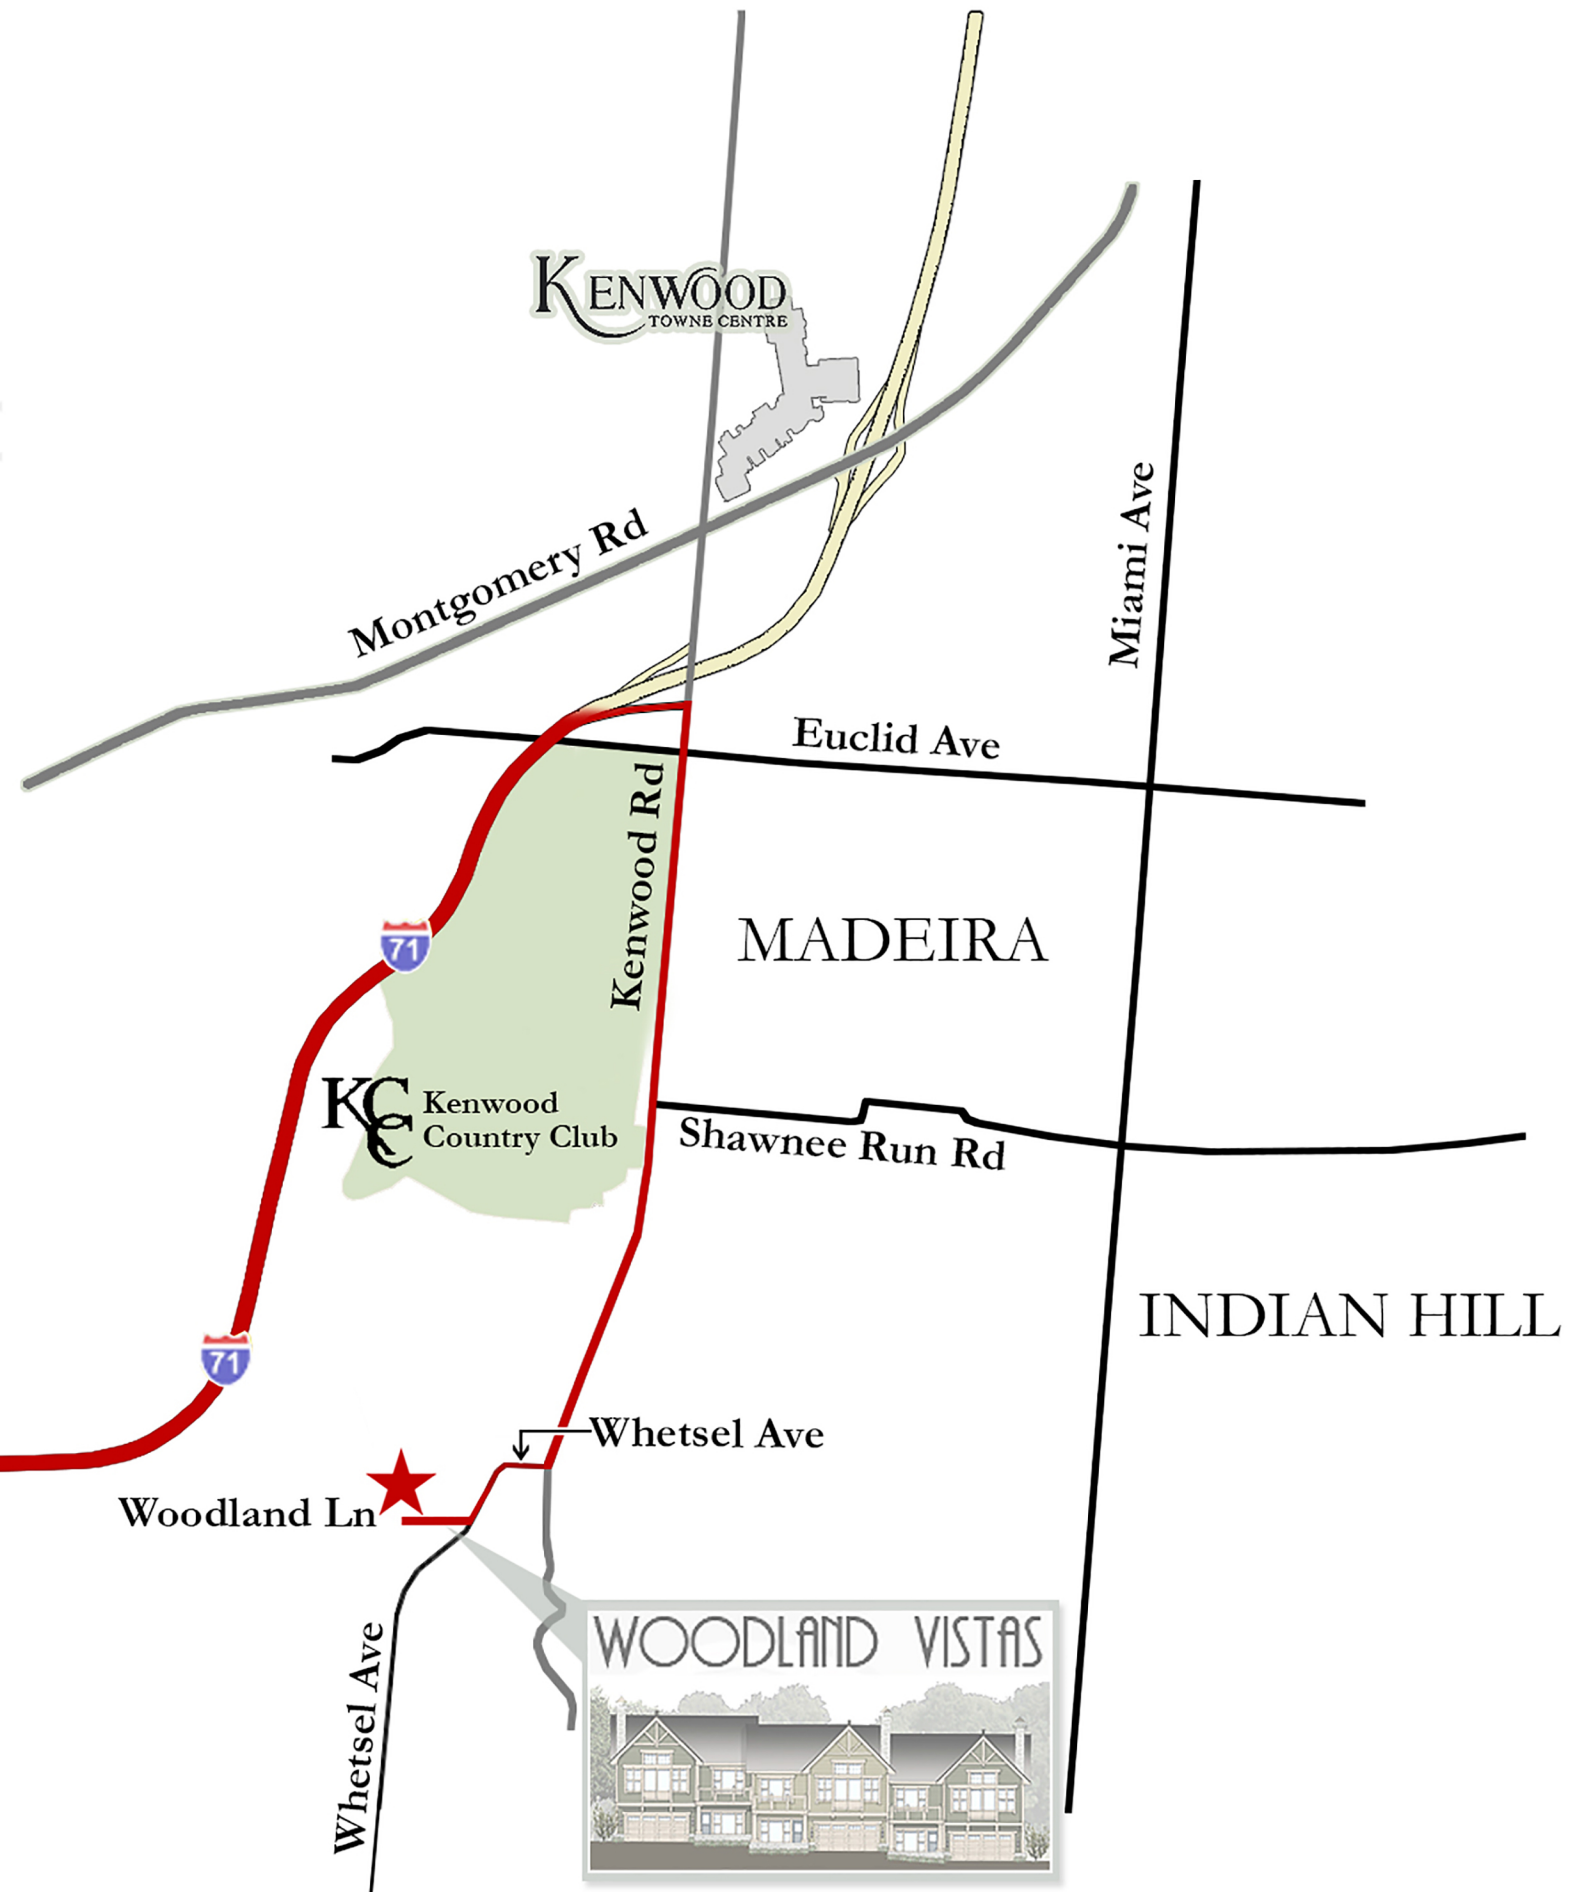 KENWOOD
TOWNE CENTRE
Montgomery Rd
Miami Ave
Euclid Ave
Kenwood Rd
MADEIRA
71
KCC
Kenwood
Country Club
Shawnee Run Rd
INDIAN HILL
71
Whetsel Ave
Woodland Ln
WOODLAND VISTAS
Whetsel Ave